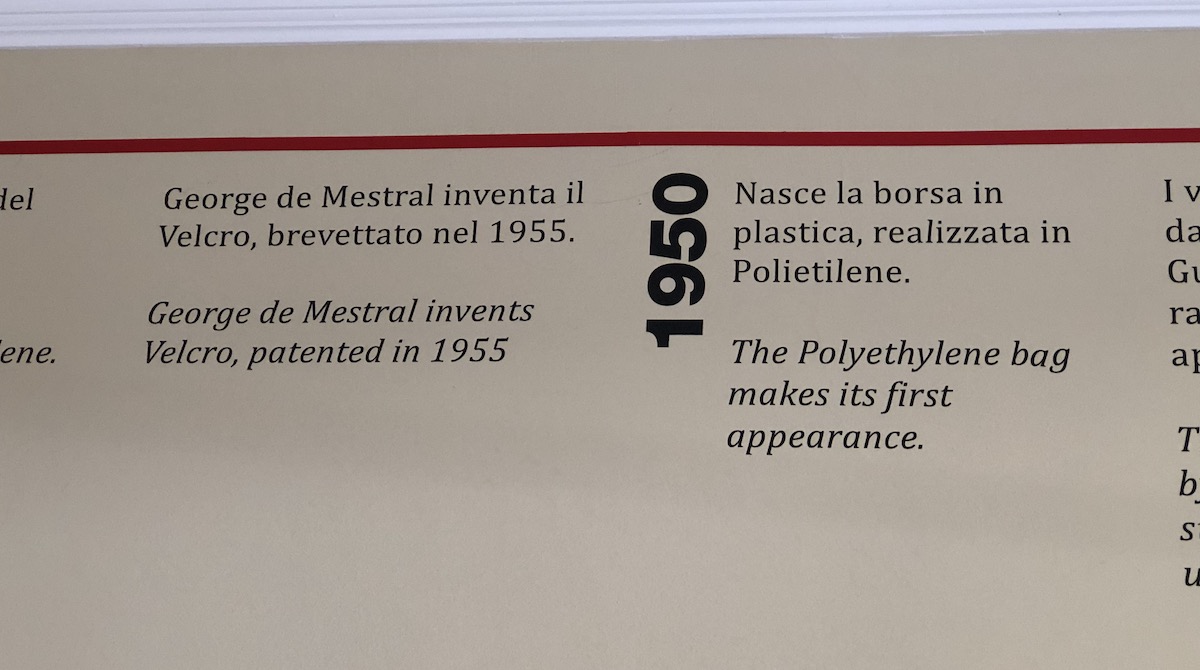 del
George de Mestral inventa il
Velcro, brevettato nel 1955.
George de Mestral invents
Velcro, patented in 1955
1950
Nasce la borsa in
plastica, realizzata in
Polietilene.
The Polyethylene bag
makes its first
appearance.
I